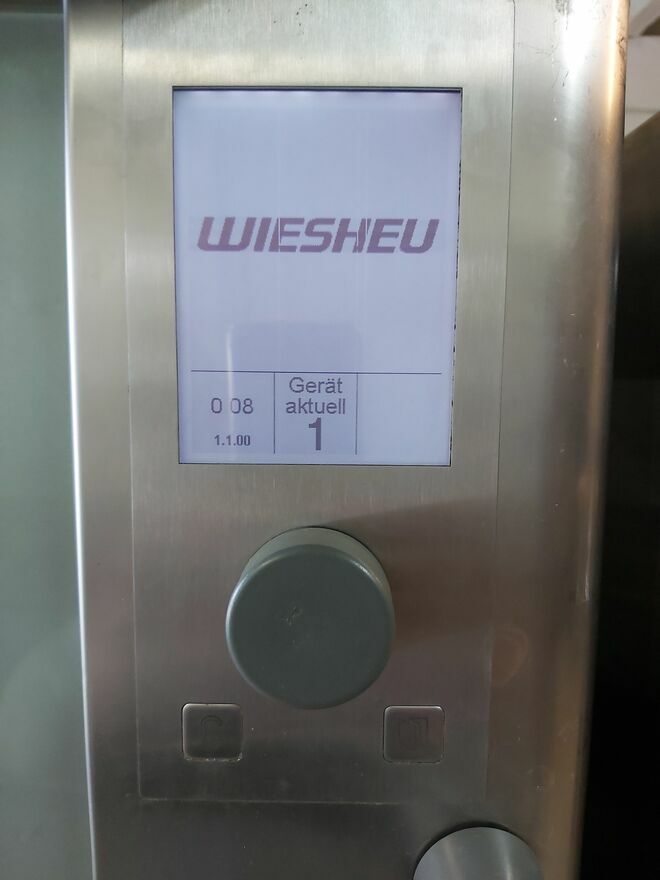 WIESHEU
0 08
1.1.00
Gerät
aktuell
1